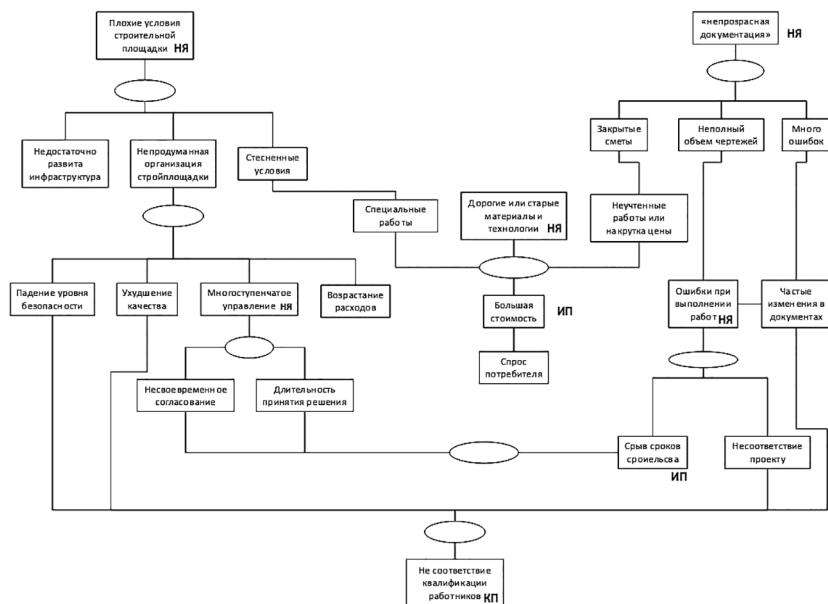 Плохие условия
строительной
площадки НЯ
«непрозрасная
документация» НЯ
Недостаточно
развита
инфраструктура
Непродуманная
организация
стройплощадки
Стесненные
условия
Закрытые
сметы
Неполный
объем чертежей
Много
ошибок
Специальные
работы
Дорогие или старые
материалы и
технологии НЯ
Неучтенные
работы или
накрутка цены
Падение уровня
безопасности
Ухудшение
качества
Многоступенчатое
управление НЯ
Возрастание
расходов
Большая
стоимость
ИП
Ошибки при
выполнении
работ НЯ
Частые
изменения в
документах
Спрос
потребителя
Несвоевременное
согласование
Длительность
принятия решения
Срыв сроков
сроиельсва
ИП
Несоответствие
проекту
Не соответствие
квалификации
работников КП